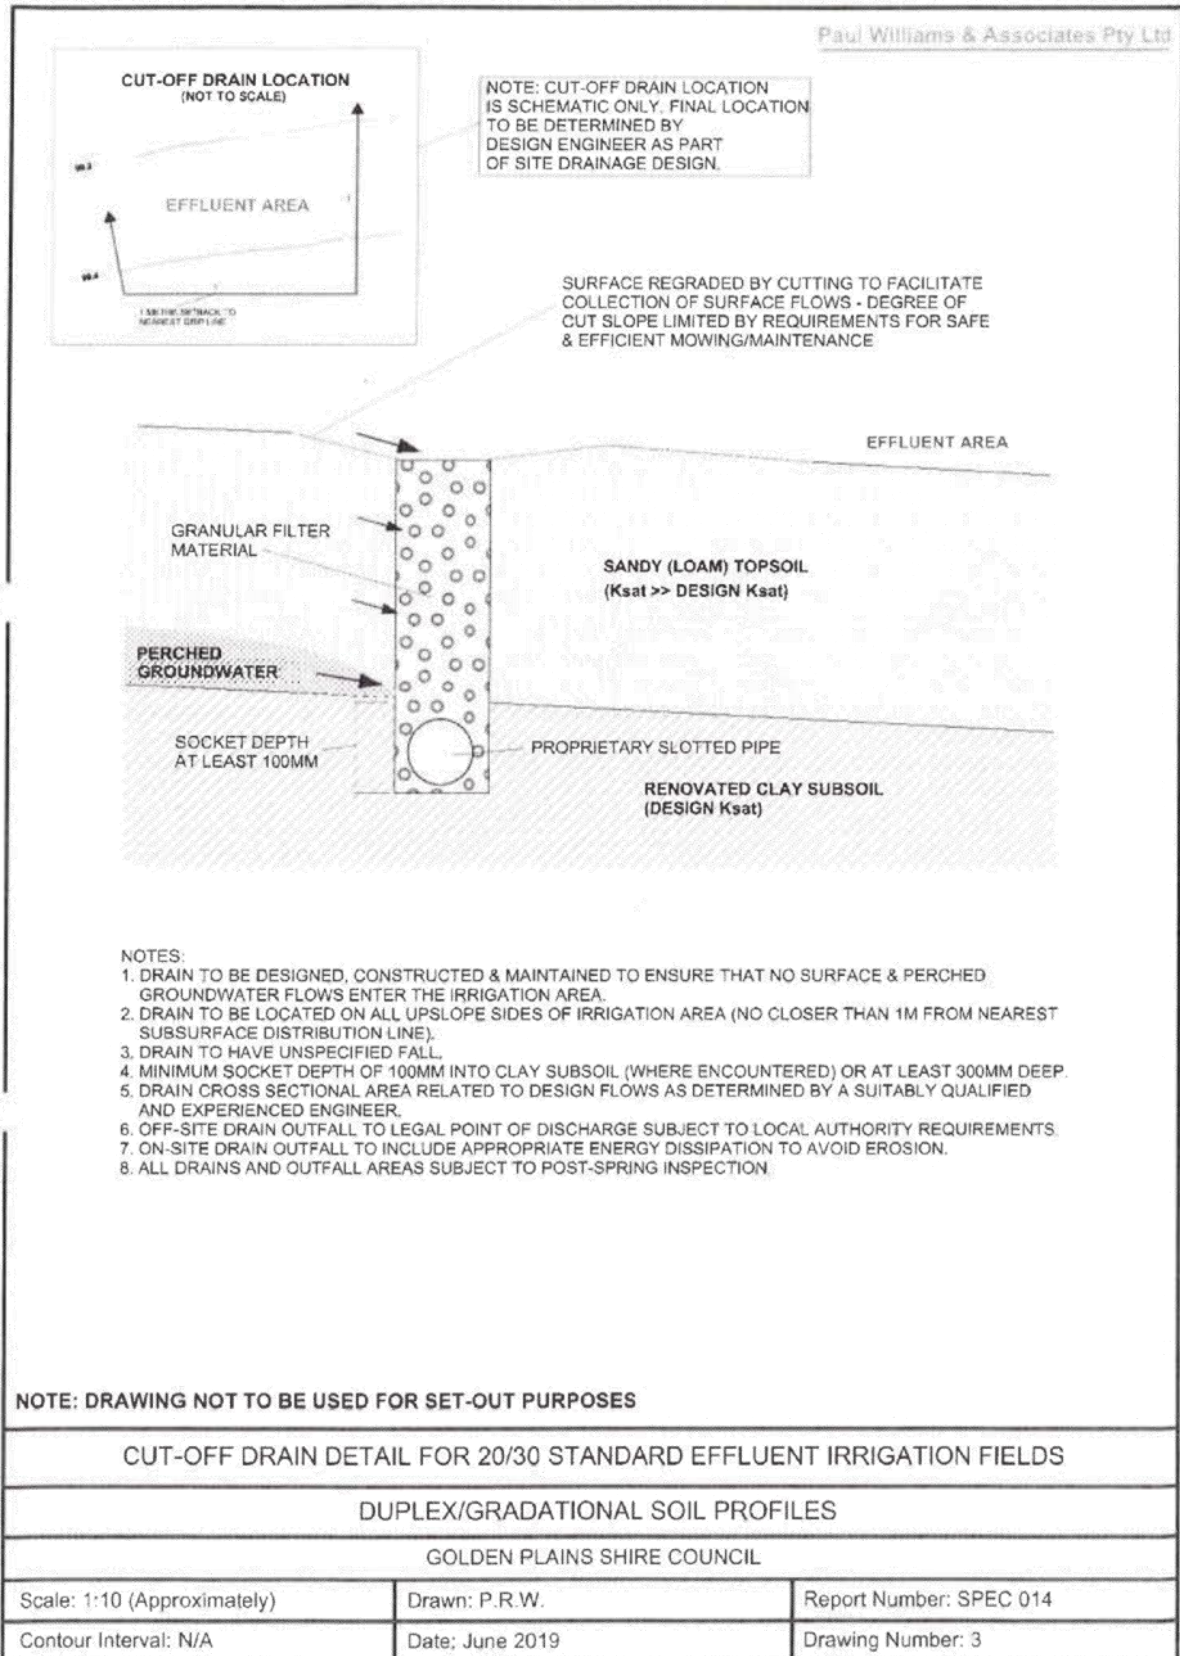 Paul Williams & Associates Pty Ltd
CUT-OFF DRAIN LOCATION
(NOT TO SCALE)
NOTE: CUT-OFF DRAIN LOCATION
IS SCHEMATIC ONLY. FINAL LOCATION
TO BE DETERMINED BY
DESIGN ENGINEER AS PART
OF SITE DRAINAGE DESIGN.
EFFLUENT AREA
SETBACK TO
NEAREST DRIP LINE
SURFACE REGRADED BY CUTTING TO FACILITATE
COLLECTION OF SURFACE FLOWS - DEGREE OF
CUT SLOPE LIMITED BY REQUIREMENTS FOR SAFE
& EFFICIENT MOWING/MAINTENANCE
EFFLUENT AREA
GRANULAR FILTER
MATERIAL
SANDY (LOAM) TOPSOIL
(Ksat >> DESIGN Ksat)
PERCHED
GROUNDWATER
SOCKET DEPTH
AT LEAST 100MM
PROPRIETARY SLOTTED PIPE
RENOVATED CLAY SUBSOIL
(DESIGN Ksat)
NOTES:
1. DRAIN TO BE DESIGNED, CONSTRUCTED & MAINTAINED TO ENSURE THAT NO SURFACE & PERCHED
GROUNDWATER FLOWS ENTER THE IRRIGATION AREA.
2. DRAIN TO BE LOCATED ON ALL UPSLOPE SIDES OF IRRIGATION AREA (NO CLOSER THAN 1M FROM NEAREST
SUBSURFACE DISTRIBUTION LINE).
3. DRAIN TO HAVE UNSPECIFIED FALL.
4. MINIMUM SOCKET DEPTH OF 100MM INTO CLAY SUBSOIL (WHERE ENCOUNTERED) OR AT LEAST 300MM DEEP.
5. DRAIN CROSS SECTIONAL AREA RELATED TO DESIGN FLOWS AS DETERMINED BY A SUITABLY QUALIFIED
AND EXPERIENCED ENGINEER.
6. OFF-SITE DRAIN OUTFALL TO LEGAL POINT OF DISCHARGE SUBJECT TO LOCAL AUTHORITY REQUIREMENTS.
7. ON-SITE DRAIN OUTFALL TO INCLUDE APPROPRIATE ENERGY DISSIPATION TO AVOID EROSION.
8. ALL DRAINS AND OUTFALL AREAS SUBJECT TO POST-SPRING INSPECTION
NOTE: DRAWING NOT TO BE USED FOR SET-OUT PURPOSES
CUT-OFF DRAIN DETAIL FOR 20/30 STANDARD EFFLUENT IRRIGATION FIELDS
DUPLEX/GRADATIONAL SOIL PROFILES
GOLDEN PLAINS SHIRE COUNCIL
Scale: 1:10 (Approximately)
Drawn: P.R.W.
Report Number: SPEC 014
Contour Interval: N/A
Date: June 2019
Drawing Number: 3